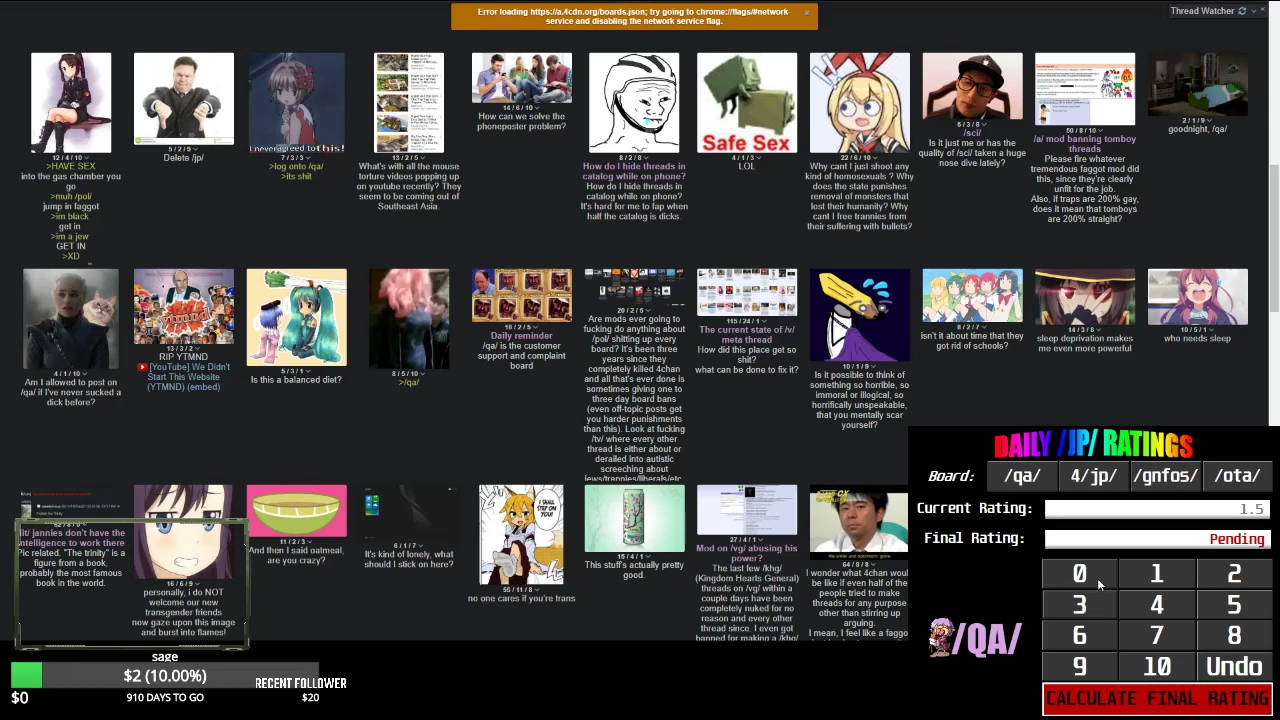 Error loading https://a.4cdn.org/boards.json; try going to chrome://flags/#network-
service and disabling the network service flag.
Thread Watcher
12 / 4 / 10
>HAVE SEX
into the gas chamber you
go
>muh /pol/
jump in faggot
>im black
get in
>im a jew
GET IN
>XD
5 / 2 / 9
Delete /jp/
I never agreed to this!
7 / 3 / 3
>log onto /qa/
>its shit
13 / 2 / 5
What's with all the mouse
torture videos popping up
on youtube recently? They
seem to be coming out of
Southeast Asia.
14 / 6 / 10
How can we solve the
phoneposter problem?
8 / 2 / 8
How do I hide threads in
catalog while on phone?
How do I hide threads in
catalog while on phone?
It's hard for me to fap when
half the catalog is dicks.
Safe Sex
4 / 1 / 3
LOL
22 / 6 / 10
Why cant I just shoot any
kind of homosexuals ? Why
does the state punishes
removal of monsters that
lost their humanity? Why
cant I free trannies from
their suffering with bullets?
5 / 3 / 8
/sci/
Is it just me or has the
quality of /sci/ taken a huge
nose dive lately?
50 / 8 / 10
/a/ mod banning tomboy
threads
Please fire whatever
tremendous faggot mod did
this, since they're clearly
unfit for the job.
Also, if traps are 200% gay,
does it mean that tomboys
are 200% straight?
2 / 1 / 9
goodnight, /qa/
4 / 1 / 10
Am I allowed to post on
/qa/ if I've never sucked a
dick before?
13 / 3 / 2
RIP YTMND
[YouTube] We Didn't
Start This Website
(YTMND) (embed)
5 / 3 / 1
Is this a balanced diet?
8 / 5 / 10
>/qa/
10 / 2 / 5
Daily reminder
/qa/ is the customer
support and complaint
board
20 / 2 / 5
Are mods ever going to
fucking do anything about
/pol/ shitting up every
board? It's been three
years since they
completely killed 4chan
and all that's ever done is
sometimes giving one to
three day board bans
(even off-topic posts get
you harder punishments
than this). Look at fucking
/tv/ where every other
thread is either about or
derailed into autistic
screeching about
jews/trannies/liberals/etc
115 / 24 / 1
The current state of /v/
meta thread
How did this place get so
shit?
what can be done to fix it?
10 / 1 / 9
Is it possible to think of
something so horrible, so
immoral or illogical, so
horrifically unspeakable,
that you mentally scar
yourself?
8 / 2 / 7
isn't it about time that they
got rid of schools?
14 / 3 / 8
sleep deprivation makes
me even more powerful
10 / 5 / 1
who needs sleep
/lit/ jannies don't have the
intelligence to work there
Pic related. "The trinity" is a
figure from a book,
probably the most famous
book in the world.
16 / 6 / 9
personally, i do NOT
welcome our new
transgender friends
now gaze upon this image
and burst into flames!
11 / 2 / 3
And then I said oatmeal,
are you crazy?
6 / 1 / 7
It's kind of lonely, what
should I stick on here?
I SHALL STOP YOU
55 / 11 / 8
no one cares if you're trans
15 / 4 / 1
This stuff's actually pretty
good.
27 / 4 / 1
Mod on /vg/ abusing his
power?
The last few /khg/
(Kingdom Hearts General)
threads on /vg/ within a
couple days have been
completely nuked for no
reason and every other
thread since. I even got
banned for making a /khg/
64 / 8 / 8
I wonder what 4chan would
be like if even half of the
people tried to make
threads for any purpose
other than stirring up
arguing.
I mean, I feel like a faggo
DAILY /JP/ RATINGS
Board: /qa/ 4/jp/ /gnfos/ /ota/
Current Rating: 1.5
Final Rating: Pending
0 1 2
3 4 5
6 7 8
9 10 Undo
/QA/
CALCULATE FINAL RATING
sage
$2 (10.00%)
RECENT FOLLOWER
$0 910 DAYS TO GO $20